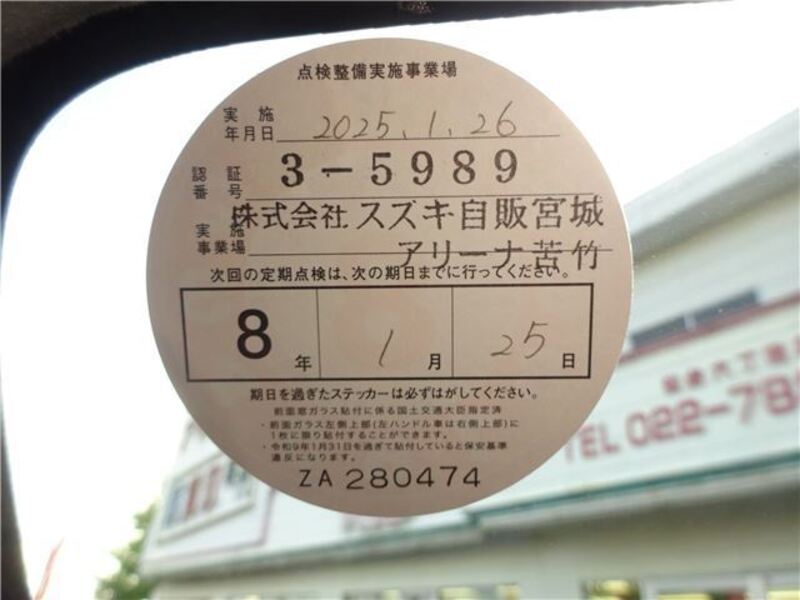 点検整備実施事業場
実施
年月日 2025.1.26
認証
番号 3-5989
実施
事業場 株式会社スズキ自販宮城
アリーナ苦竹
次回の定期点検は、次の期日までに行ってください。
8年 1月 25日
期日を過ぎたステッカーは必ずはがしてください。
前面窓ガラス貼付に係る国土交通大臣指定済
・前面ガラス左側上部(左ハンドル車は右側上部)に
1枚に限り貼付することができます。
・令和9年1月31日を過ぎて貼付していると保安基準
違反になります。
ZA 280474
TEL 022-78